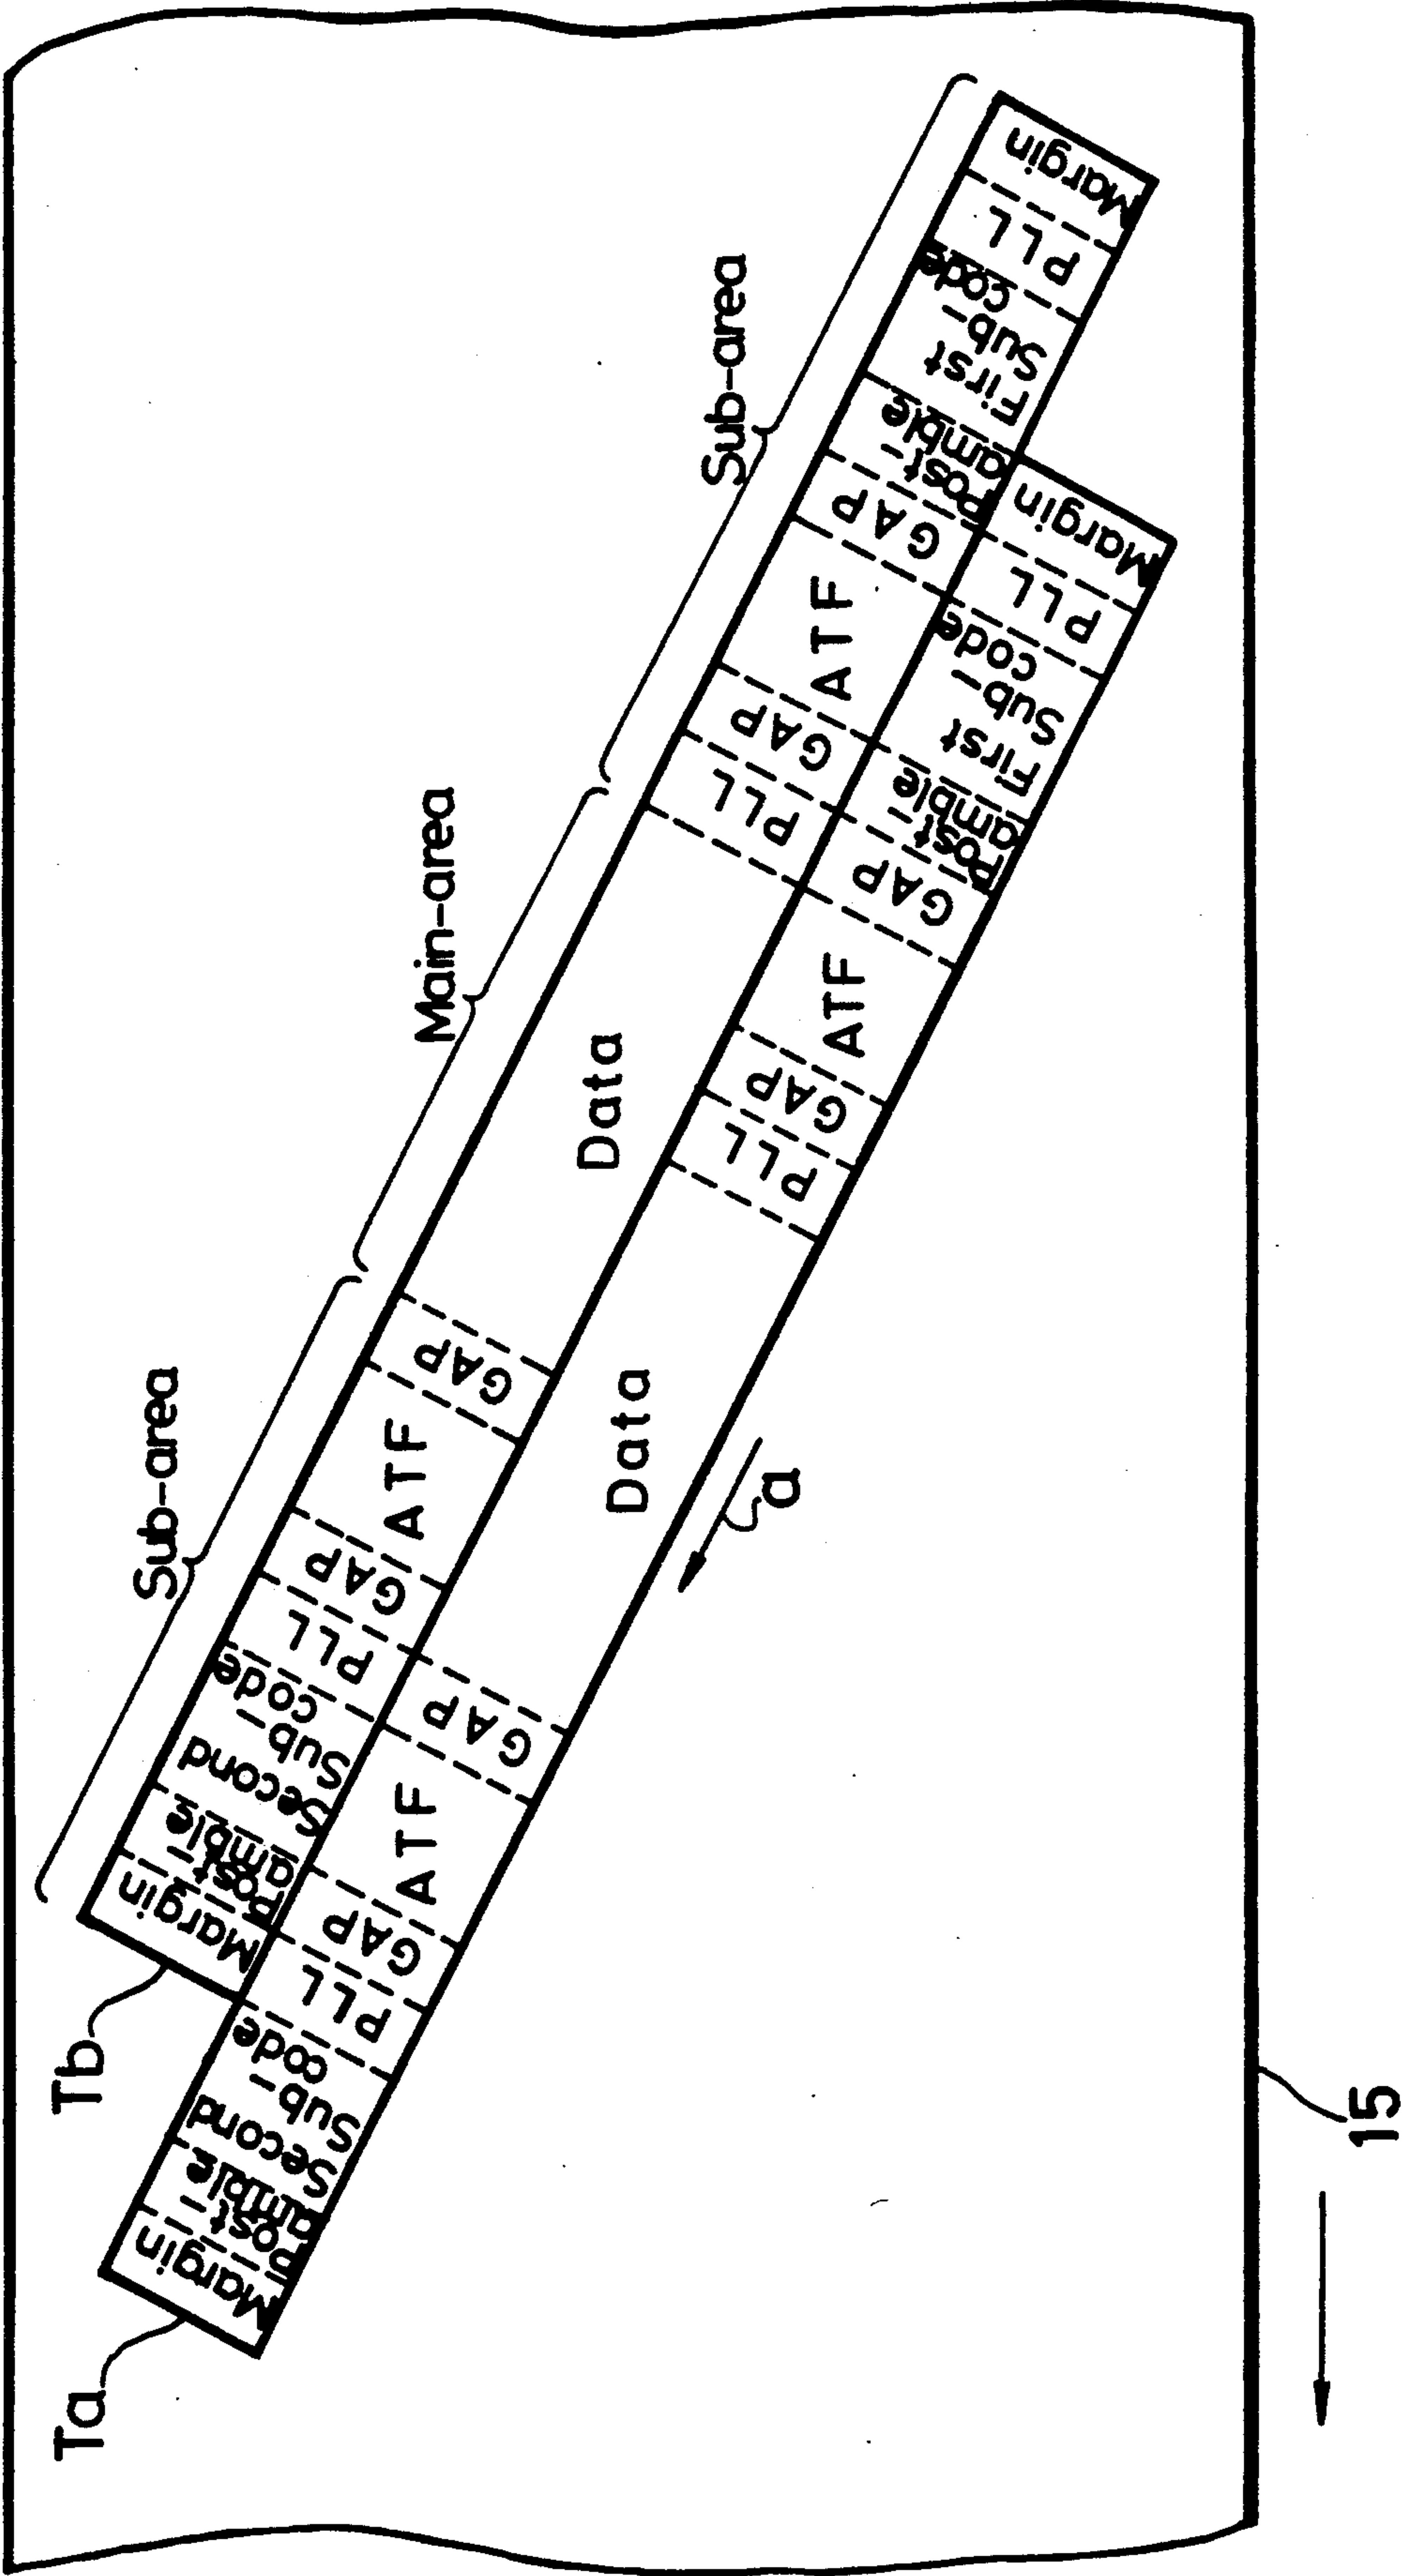 Sub-area
Main-area
Sub-area
Tb
Margin
Post-
amble
Second
Sub-
code
PLL
GAP
ATF
GAP
Data
PLL
GAP
ATF
GAP
Post-
amble
First
Sub-
code
PLL
Margin
Ta
Margin
Post-
amble
Second
Sub-
code
PLL
GAP
ATF
GAP
Data
PLL
GAP
ATF
GAP
Post-
amble
First
Sub-
code
PLL
Margin
a
15